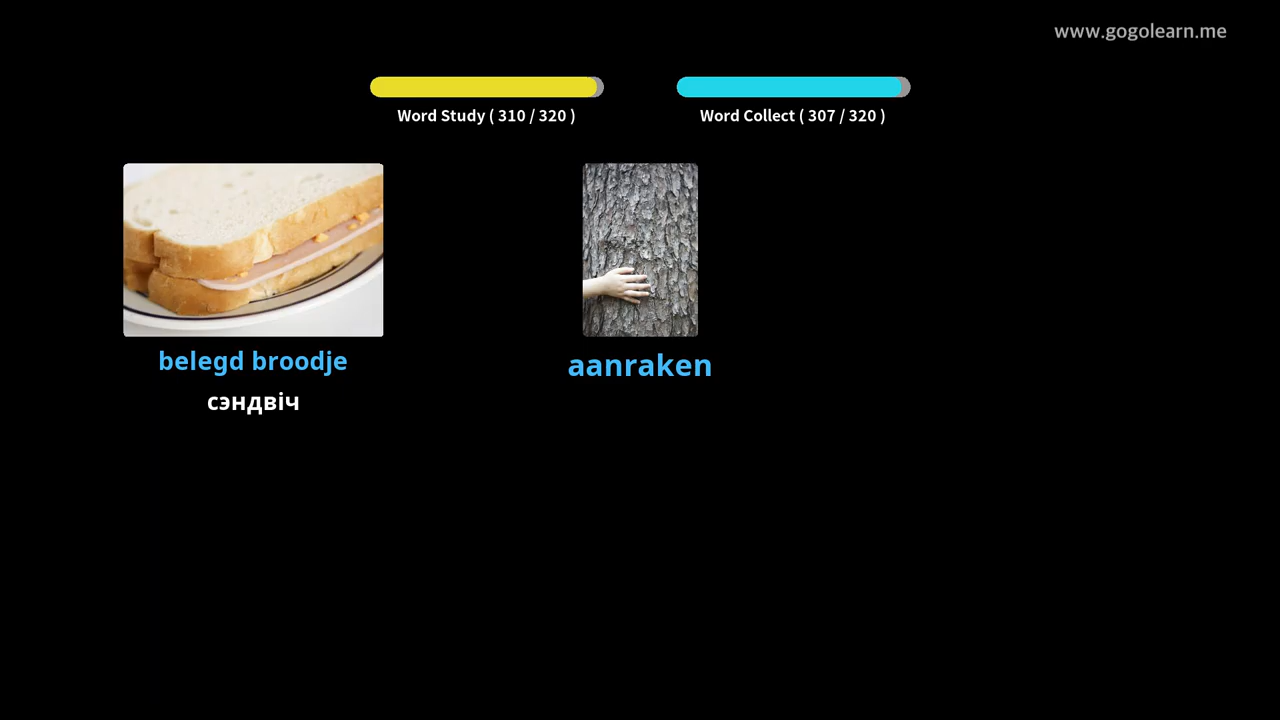 www.gogolearn.me
Word Study ( 310 / 320 )
Word Collect ( 307 / 320 )
belegd broodje
сэндвіч
aanraken